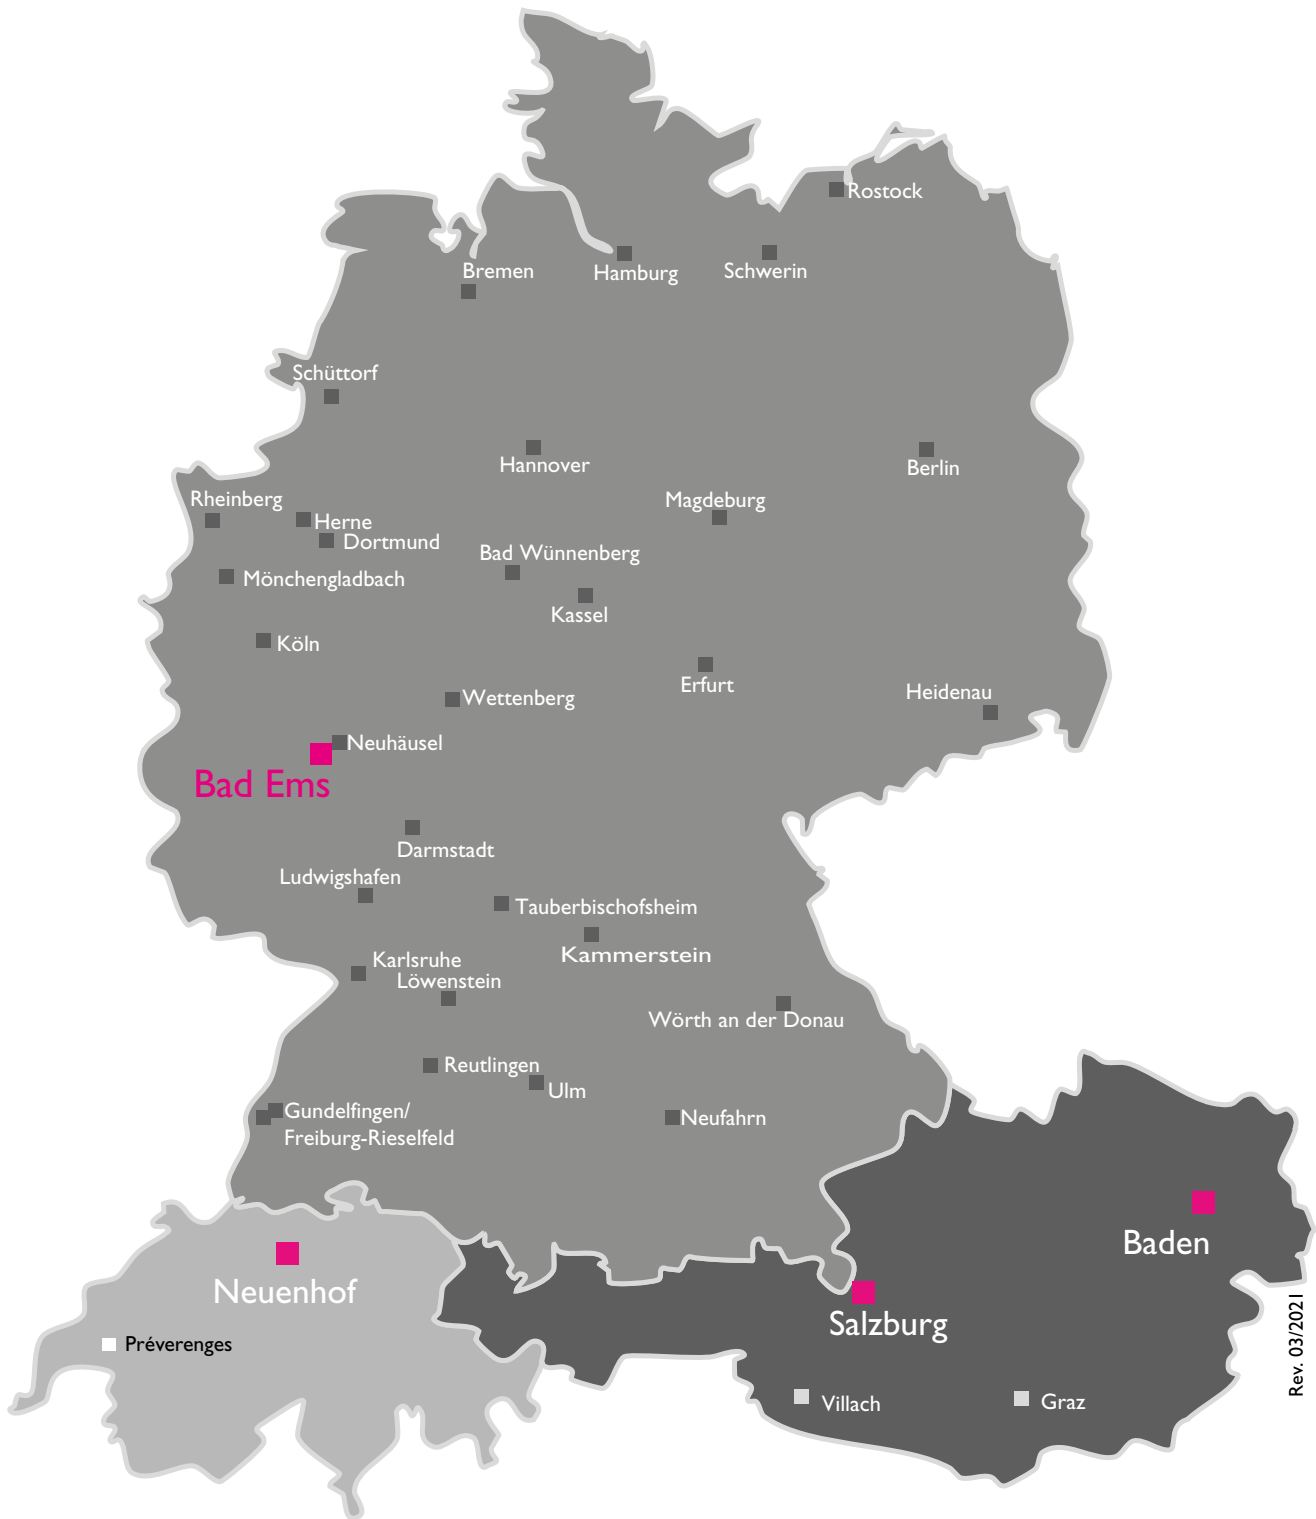 Rostock
Bremen
Hamburg
Schwerin
Schüttorf
Hannover
Berlin
Rheinberg
Magdeburg
Herne
Dortmund
Bad Wünnenberg
Mönchengladbach
Kassel
Köln
Erfurt
Heidenau
Wettenberg
Neuhäusel
Bad Ems
Darmstadt
Ludwigshafen
Tauberbischofsheim
Kammerstein
Karlsruhe
Löwenstein
Wörth an der Donau
Reutlingen
Ulm
Gundelfingen/
Freiburg-Rieselfeld
Neufahrn
Baden
Neuenhof
Salzburg
Préverenges
Villach
Graz
Rev. 03/2021